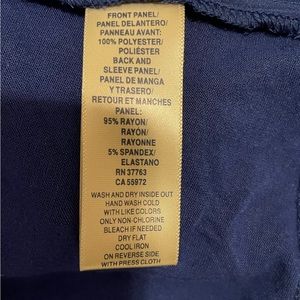 FRONT PANEL/
PANEL DELANTERO/
PANNEAU AVANT:
100% POLYESTER/
POLIÉSTER
BACK AND
SLEEVE PANEL/
PANEL DE MANGA
Y TRASERO/
RETOUR ET MANCHES
PANEL:
95% RAYON/
RAYÓN/
RAYONNE
5% SPANDEX/
ELASTANO
RN 37763
CA 55972
WASH AND DRY INSIDE OUT
HAND WASH COLD
WITH LIKE COLORS
ONLY NON-CHLORINE
BLEACH IF NEEDED
DRY FLAT
COOL IRON
ON REVERSE SIDE
WITH PRESS CLOTH